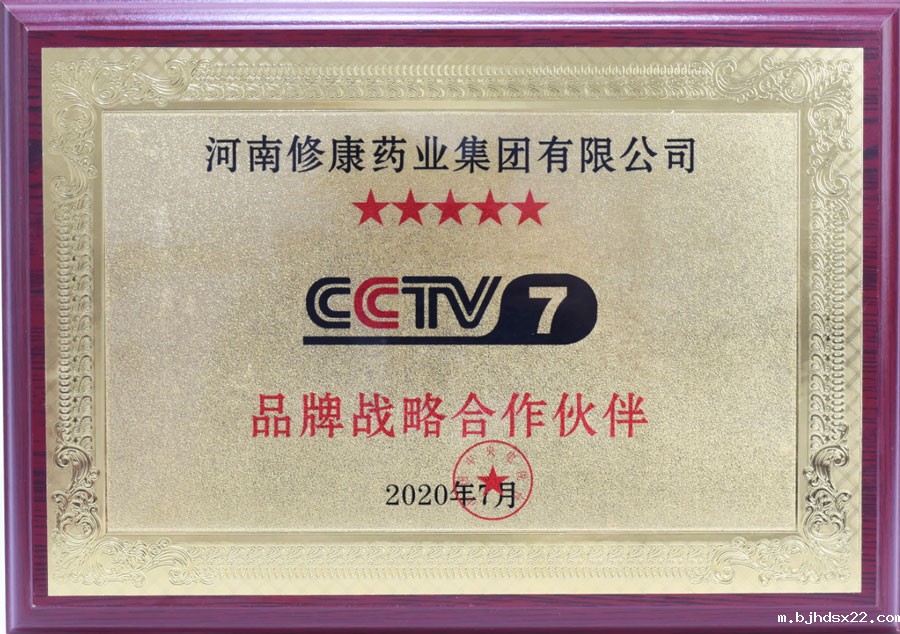 河南修康药业集团有限公司
CCTV 7
品牌战略合作伙伴
2020年7月
m.bjhdsx22.com